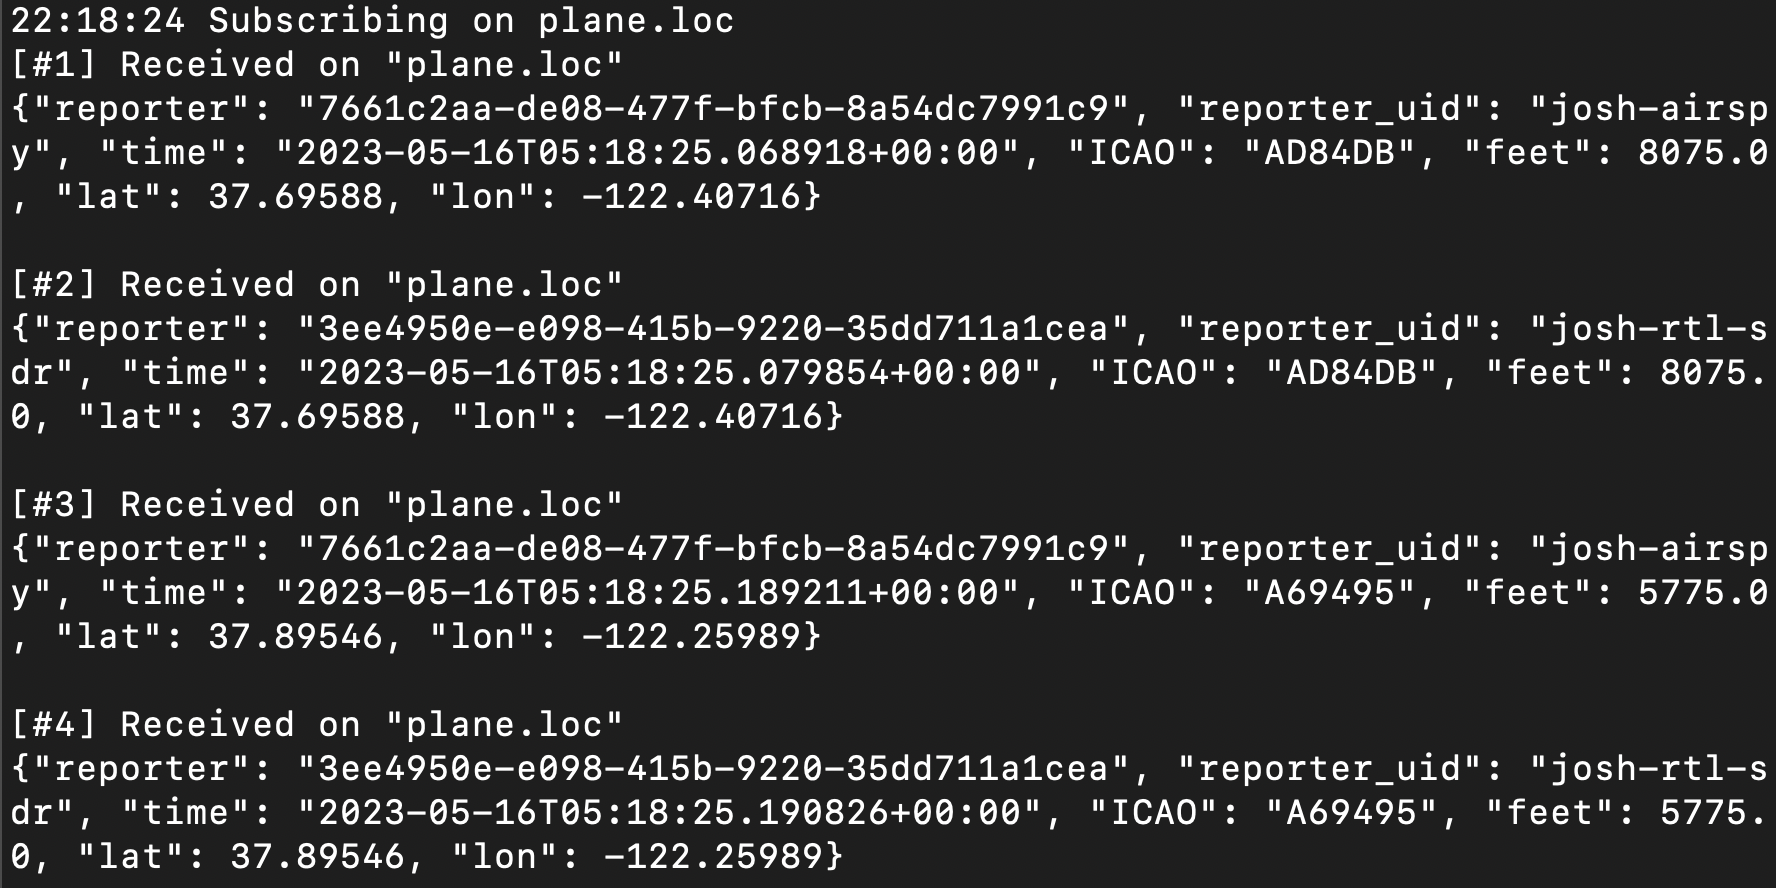 22:18:24 Subscribing on plane.loc
[#1] Received on "plane.loc"
{"reporter": "7661c2aa-de08-477f-bfcb-8a54dc7991c9", "reporter_uid": "josh-airsp
y", "time": "2023-05-16T05:18:25.068918+00:00", "ICAO": "AD84DB", "feet": 8075.0
, "lat": 37.69588, "lon": -122.40716}
[#2] Received on "plane.loc"
{"reporter": "3ee4950e-e098-415b-9220-35dd711a1cea", "reporter_uid": "josh-rtl-s
dr", "time": "2023-05-16T05:18:25.079854+00:00", "ICAO": "AD84DB", "feet": 8075.
0, "lat": 37.69588, "lon": -122.40716}
[#3] Received on "plane.loc"
{"reporter": "7661c2aa-de08-477f-bfcb-8a54dc7991c9", "reporter_uid": "josh-airsp
y", "time": "2023-05-16T05:18:25.189211+00:00", "ICAO": "A69495", "feet": 5775.0
, "lat": 37.89546, "lon": -122.25989}
[#4] Received on "plane.loc"
{"reporter": "3ee4950e-e098-415b-9220-35dd711a1cea", "reporter_uid": "josh-rtl-s
dr", "time": "2023-05-16T05:18:25.190826+00:00", "ICAO": "A69495", "feet": 5775.
0, "lat": 37.89546, "lon": -122.25989}